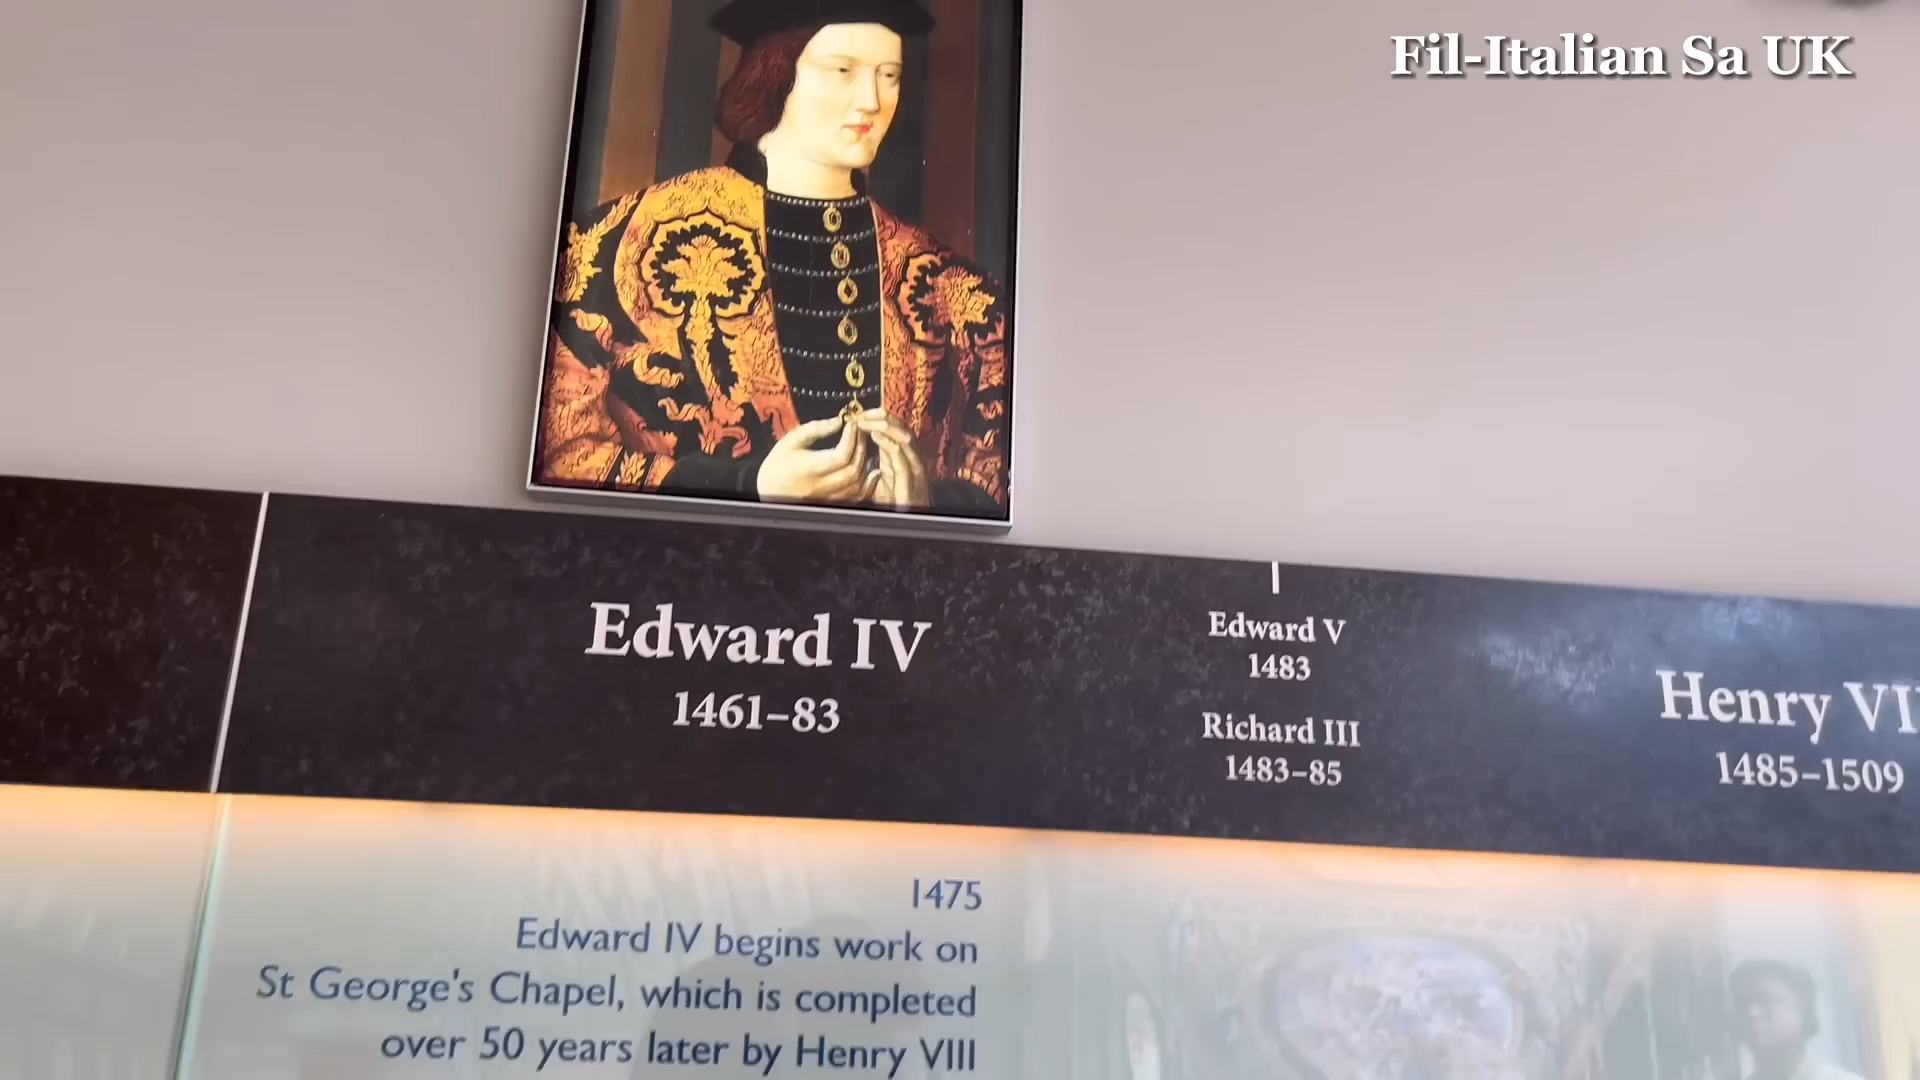 Fil-Italian Sa UK
Edward IV
1461–83
Edward V
1483
Richard III
1483–85
Henry VII
1485–1509
1475
Edward IV begins work on
St George's Chapel, which is completed
over 50 years later by Henry VIII